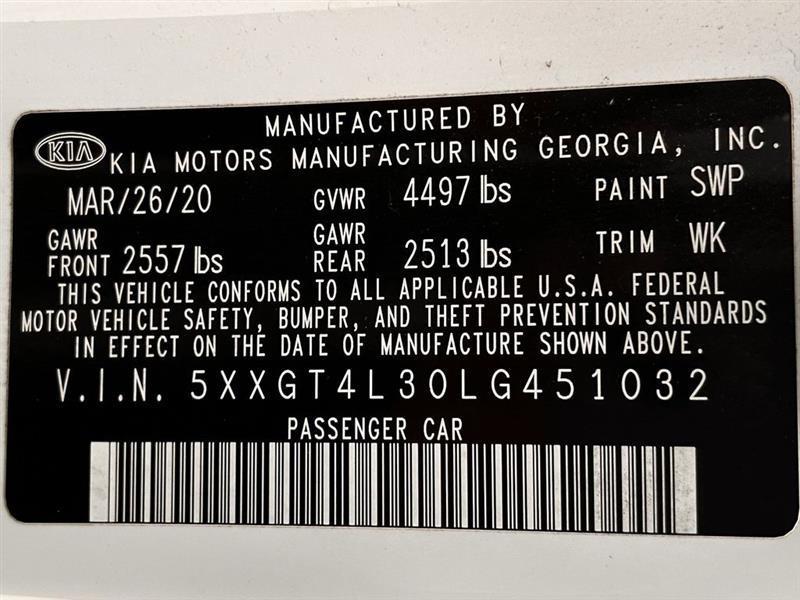 MANUFACTURED BY
KIA KIA MOTORS MANUFACTURING GEORGIA, INC.
MAR/26/20 GVWR 4497 lbs PAINT SWP
GAWR FRONT 2557 lbs GAWR REAR 2513 lbs TRIM WK
THIS VEHICLE CONFORMS TO ALL APPLICABLE U.S.A. FEDERAL
MOTOR VEHICLE SAFETY, BUMPER, AND THEFT PREVENTION STANDARDS
IN EFFECT ON THE DATE OF MANUFACTURE SHOWN ABOVE.
V.I.N. 5XXGT4L30LG451032
PASSENGER CAR